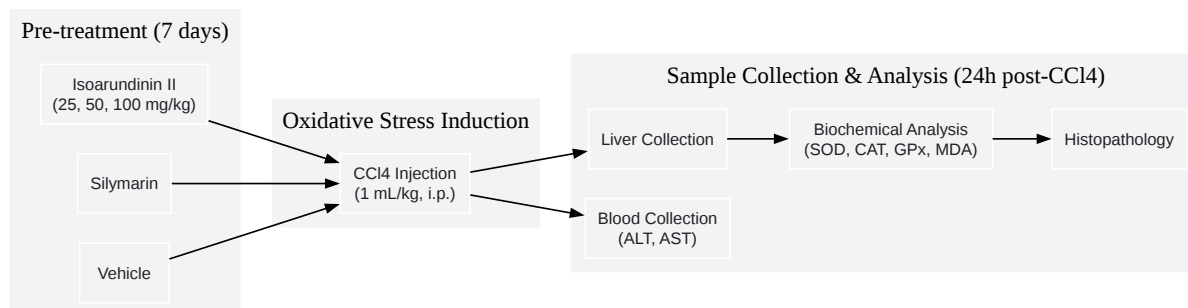 Pre-treatment (7 days)
Isoarundinin II
(25, 50, 100 mg/kg)
Silymarin
Vehicle
Oxidative Stress Induction
CCl4 Injection
(1 mL/kg, i.p.)
Sample Collection & Analysis (24h post-CCl4)
Liver Collection
Biochemical Analysis
(SOD, CAT, GPx, MDA)
Histopathology
Blood Collection
(ALT, AST)